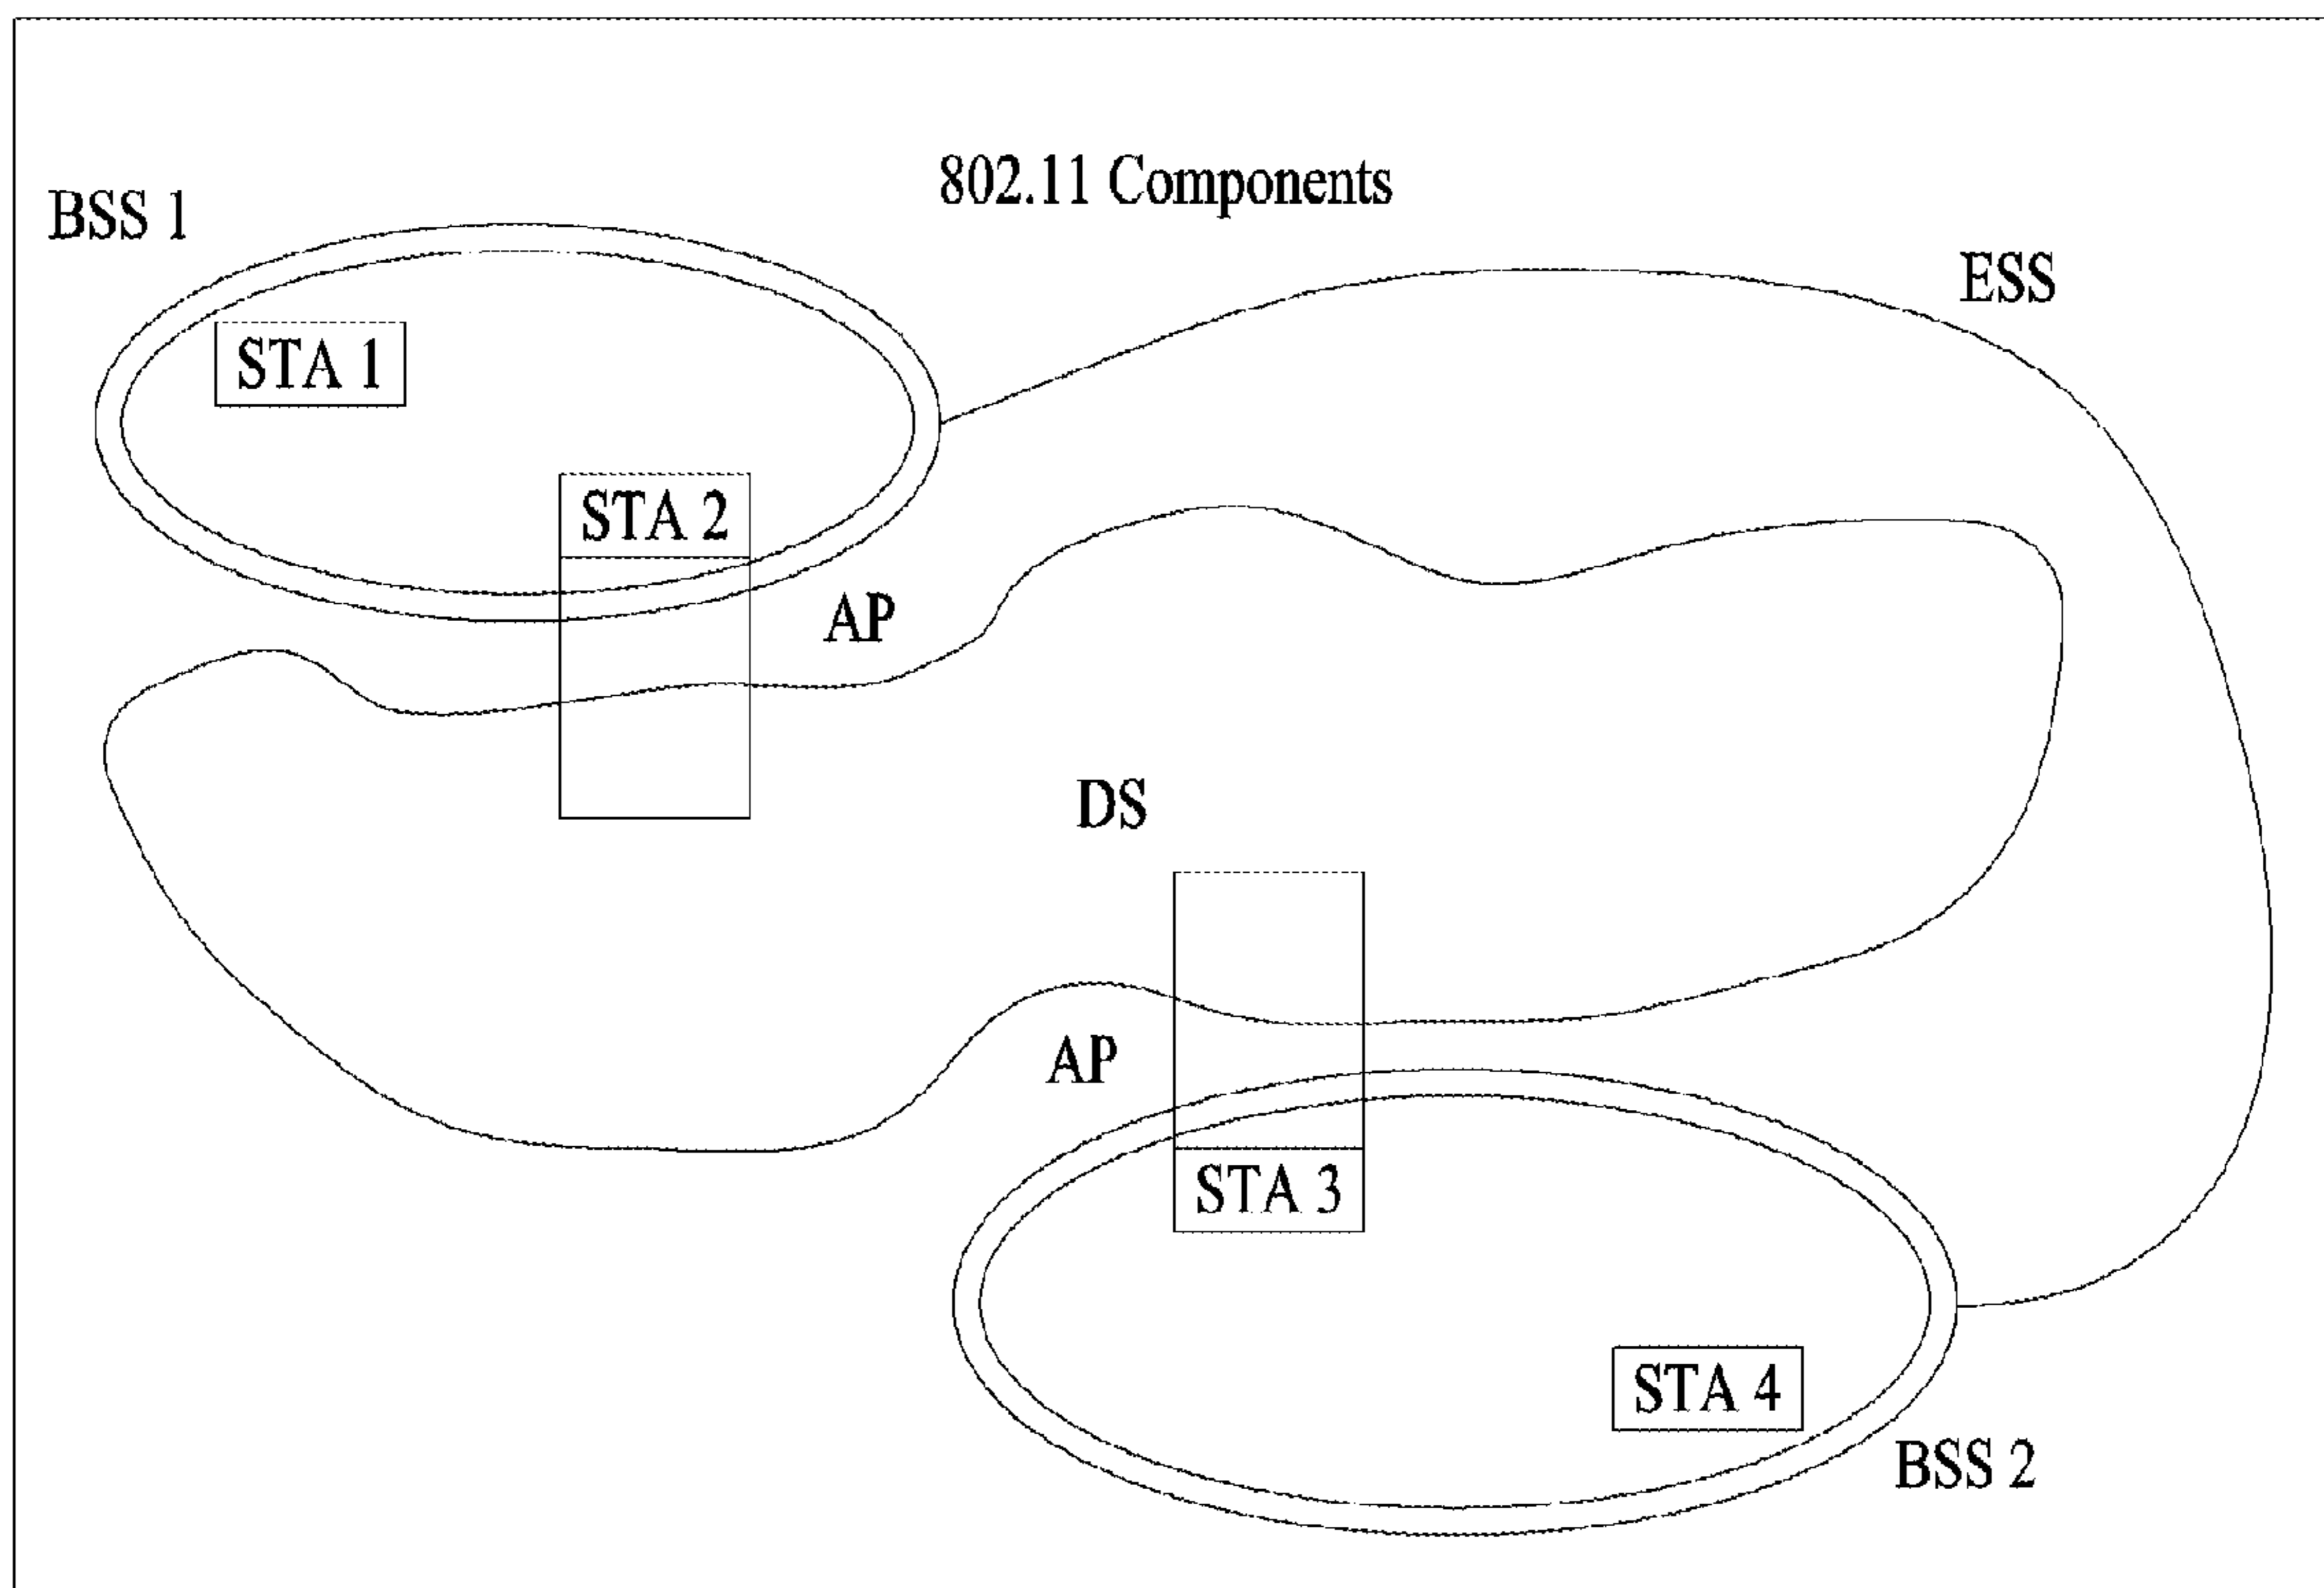 802.11 Components
BSS 1
ESS
STA 1
STA 2
AP
DS
AP
STA 3
STA 4
BSS 2